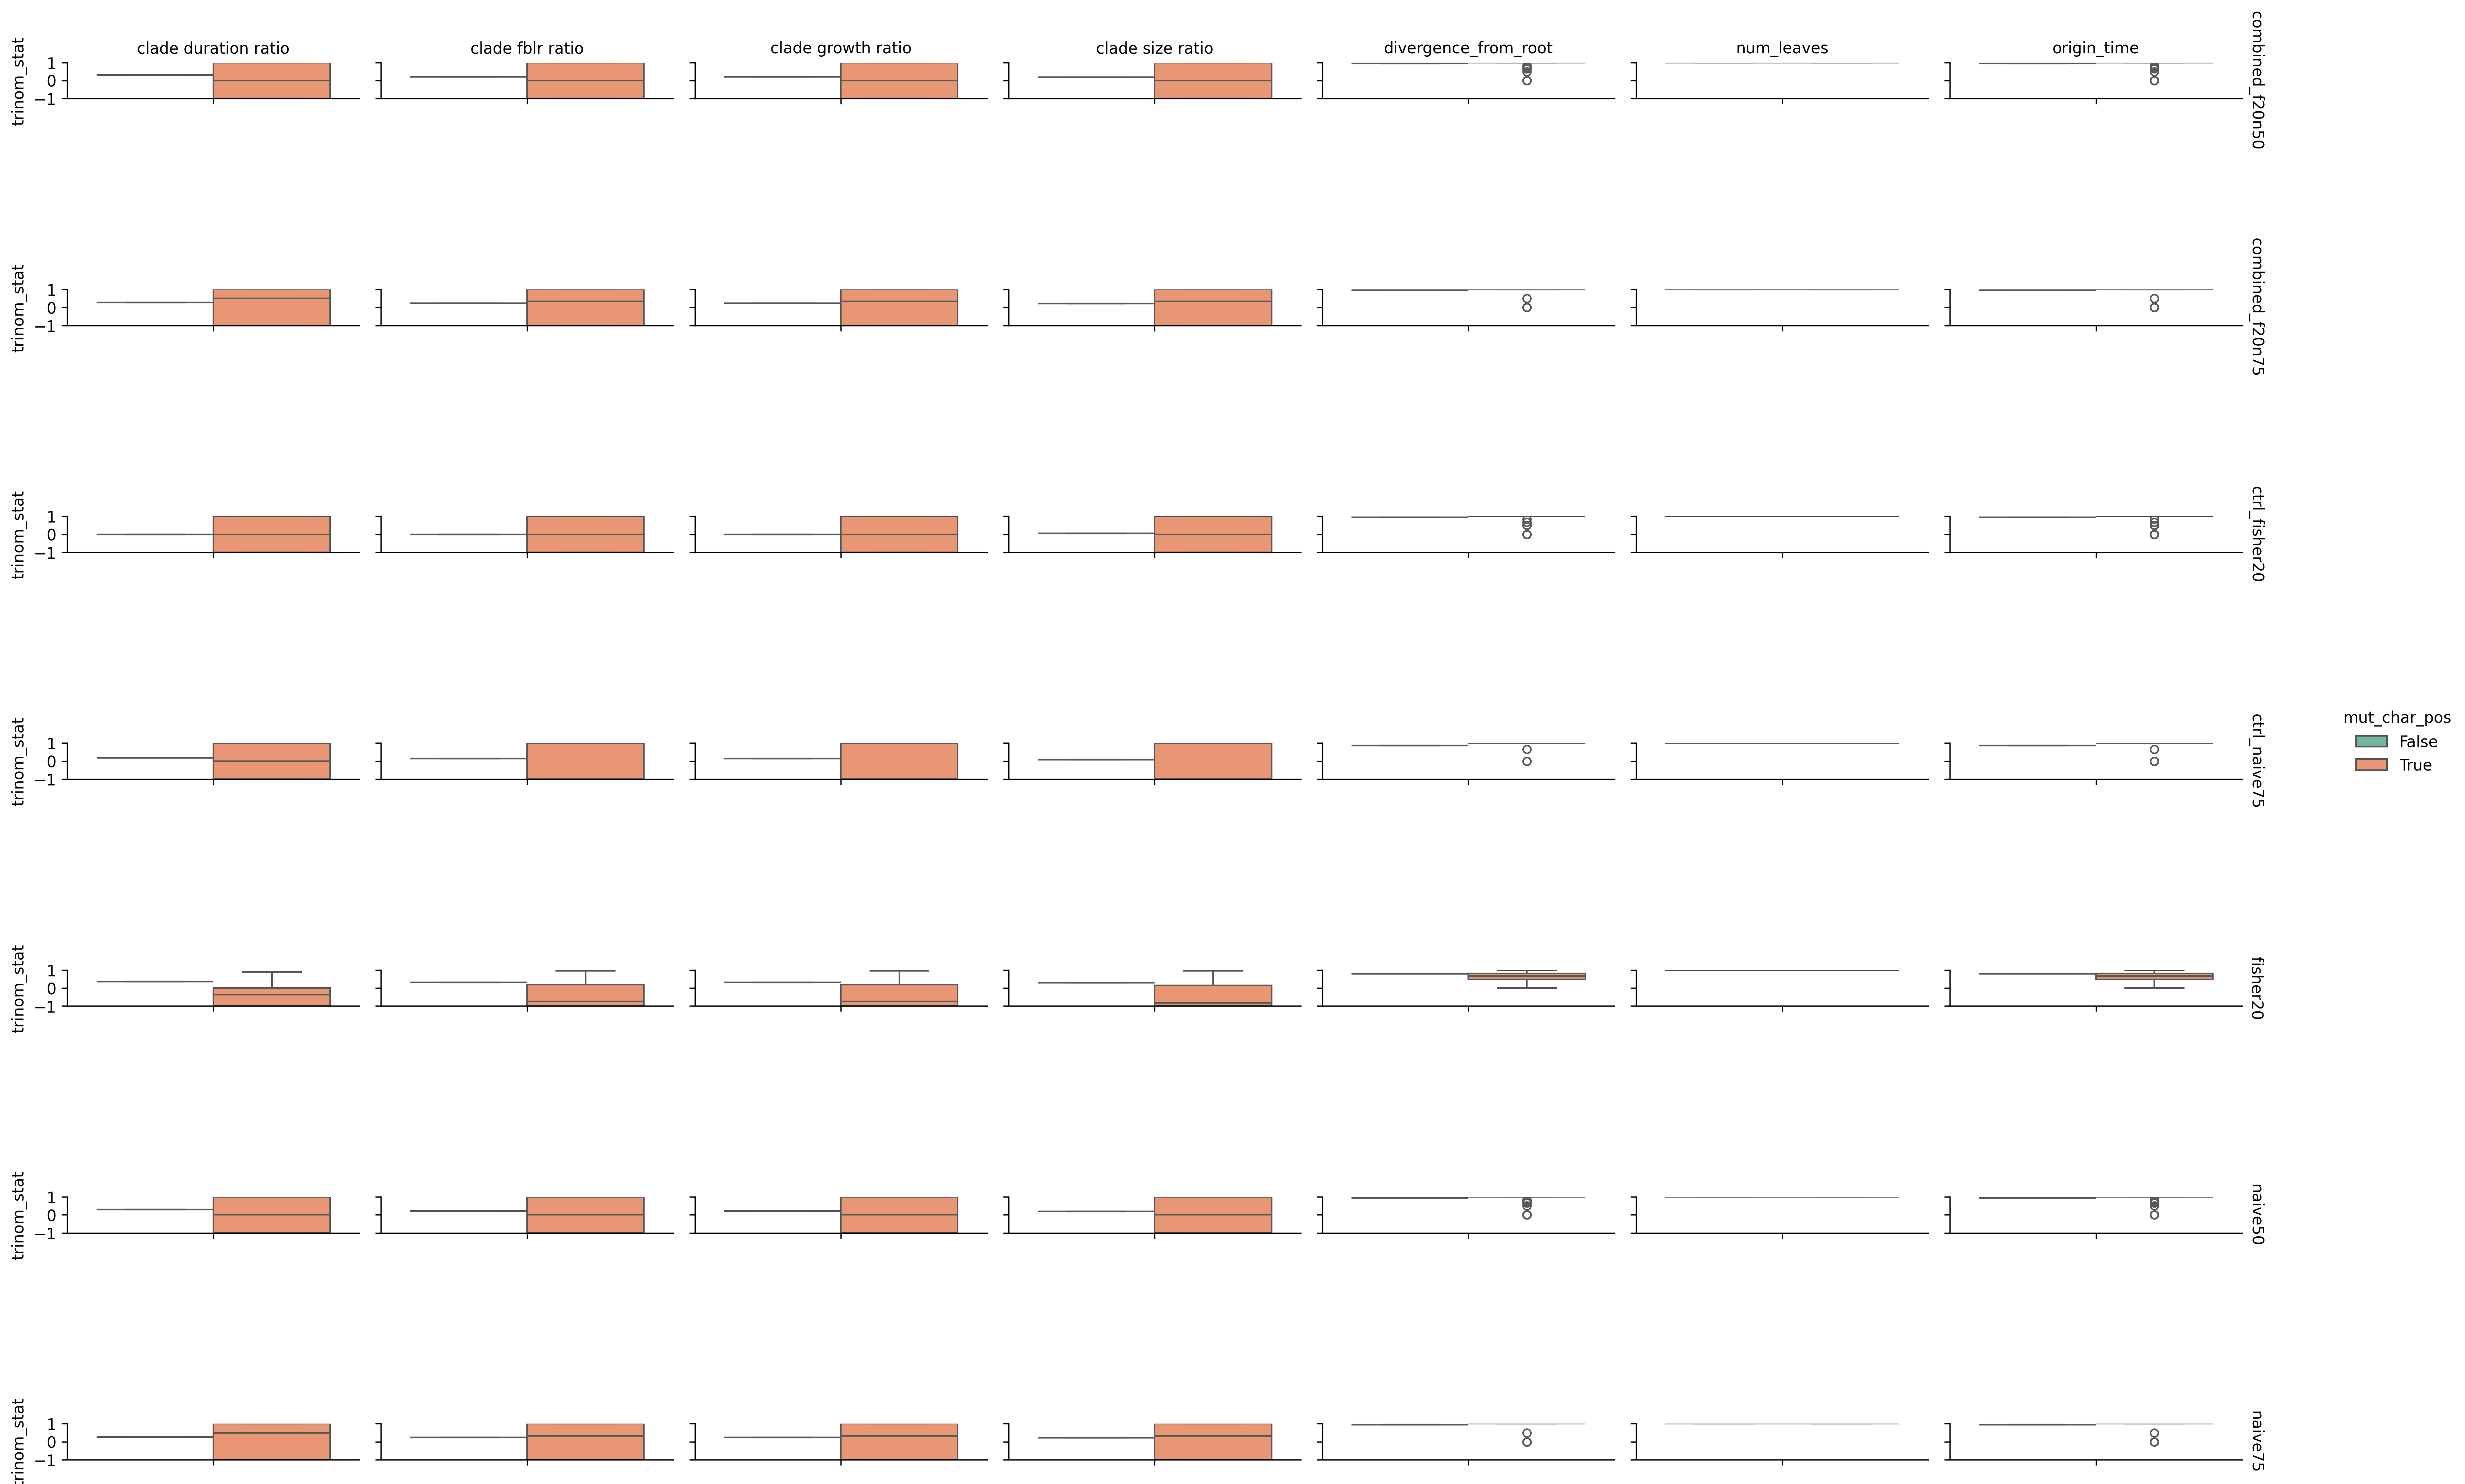 clade duration ratio
clade fblr ratio
clade growth ratio
clade size ratio
divergence_from_root
num_leaves
origin_time
trinom_stat
1
0
−1
combined_f20n50
trinom_stat
1
0
−1
combined_f20n75
trinom_stat
1
0
−1
ctrl_fisher20
trinom_stat
1
0
−1
ctrl_naive75
mut_char_pos
False
True
trinom_stat
1
0
−1
fisher20
trinom_stat
1
0
−1
naive50
trinom_stat
1
0
−1
naive75